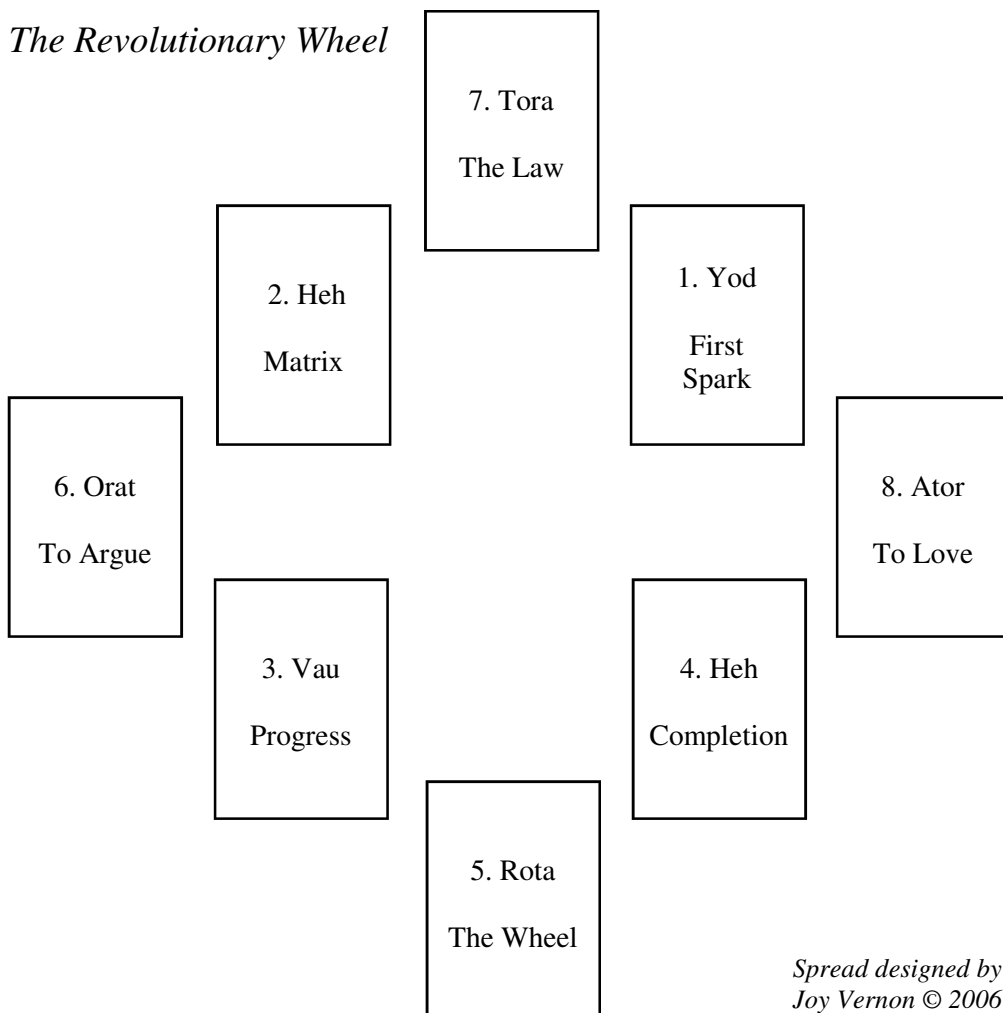 The Revolutionary Wheel
7. Tora
The Law
2. Heh
Matrix
1. Yod
First
Spark
6. Orat
To Argue
8. Ator
To Love
3. Vau
Progress
4. Heh
Completion
5. Rota
The Wheel
Spread designed by
Joy Vernon © 2006